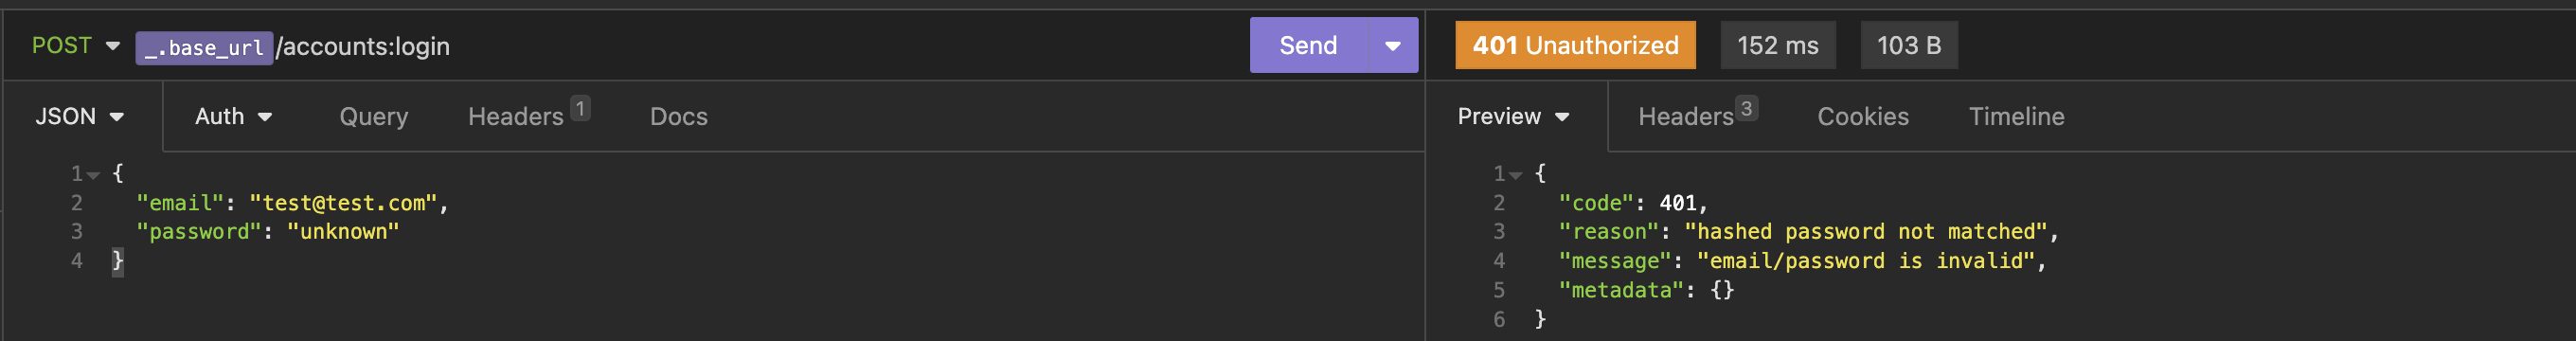 POST _.base_url/accounts:login Send
401 Unauthorized 152 ms 103 B
JSON Auth Query Headers 1 Docs
Preview Headers 3 Cookies Timeline
1 {
2 "email": "test@test.com",
3 "password": "unknown"
4 }
1 {
2 "code": 401,
3 "reason": "hashed password not matched",
4 "message": "email/password is invalid",
5 "metadata": {}
6 }